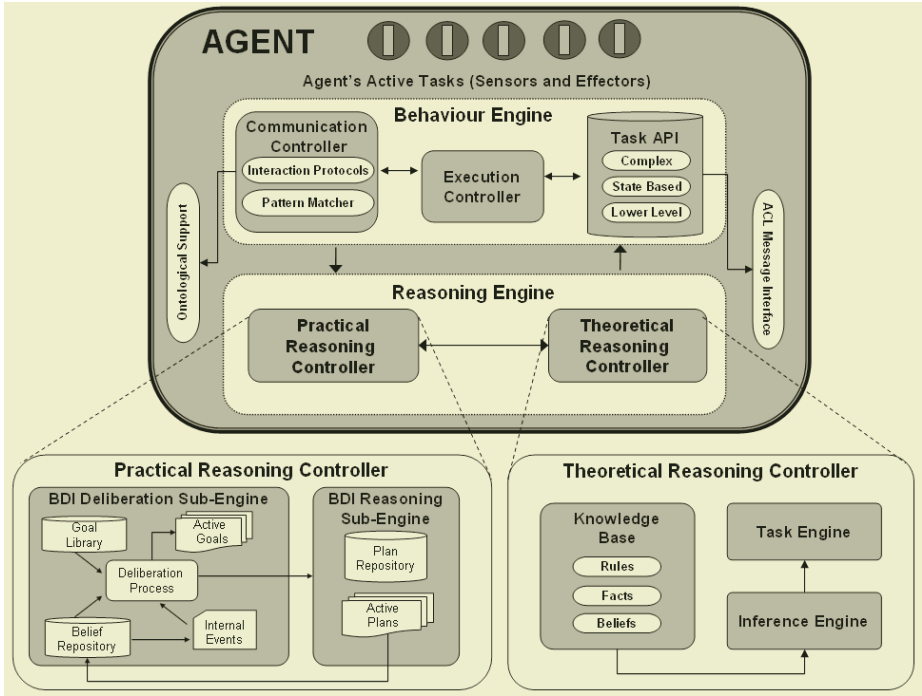 AGENT
Agent's Active Tasks (Sensors and Effectors)
Behaviour Engine
Communication
Controller
Interaction Protocols
Pattern Matcher
Execution
Controller
Task API
Complex
State Based
Lower Level
Ontological Support
ACL Message Interface
Reasoning Engine
Practical
Reasoning
Controller
Theoretical
Reasoning
Controller
Practical Reasoning Controller
BDI Deliberation Sub-Engine
Goal
Library
Active
Goals
Deliberation
Process
Belief
Repository
Internal
Events
BDI Reasoning
Sub-Engine
Plan
Repository
Active
Plans
Theoretical Reasoning Controller
Knowledge
Base
Rules
Facts
Beliefs
Task Engine
Inference Engine